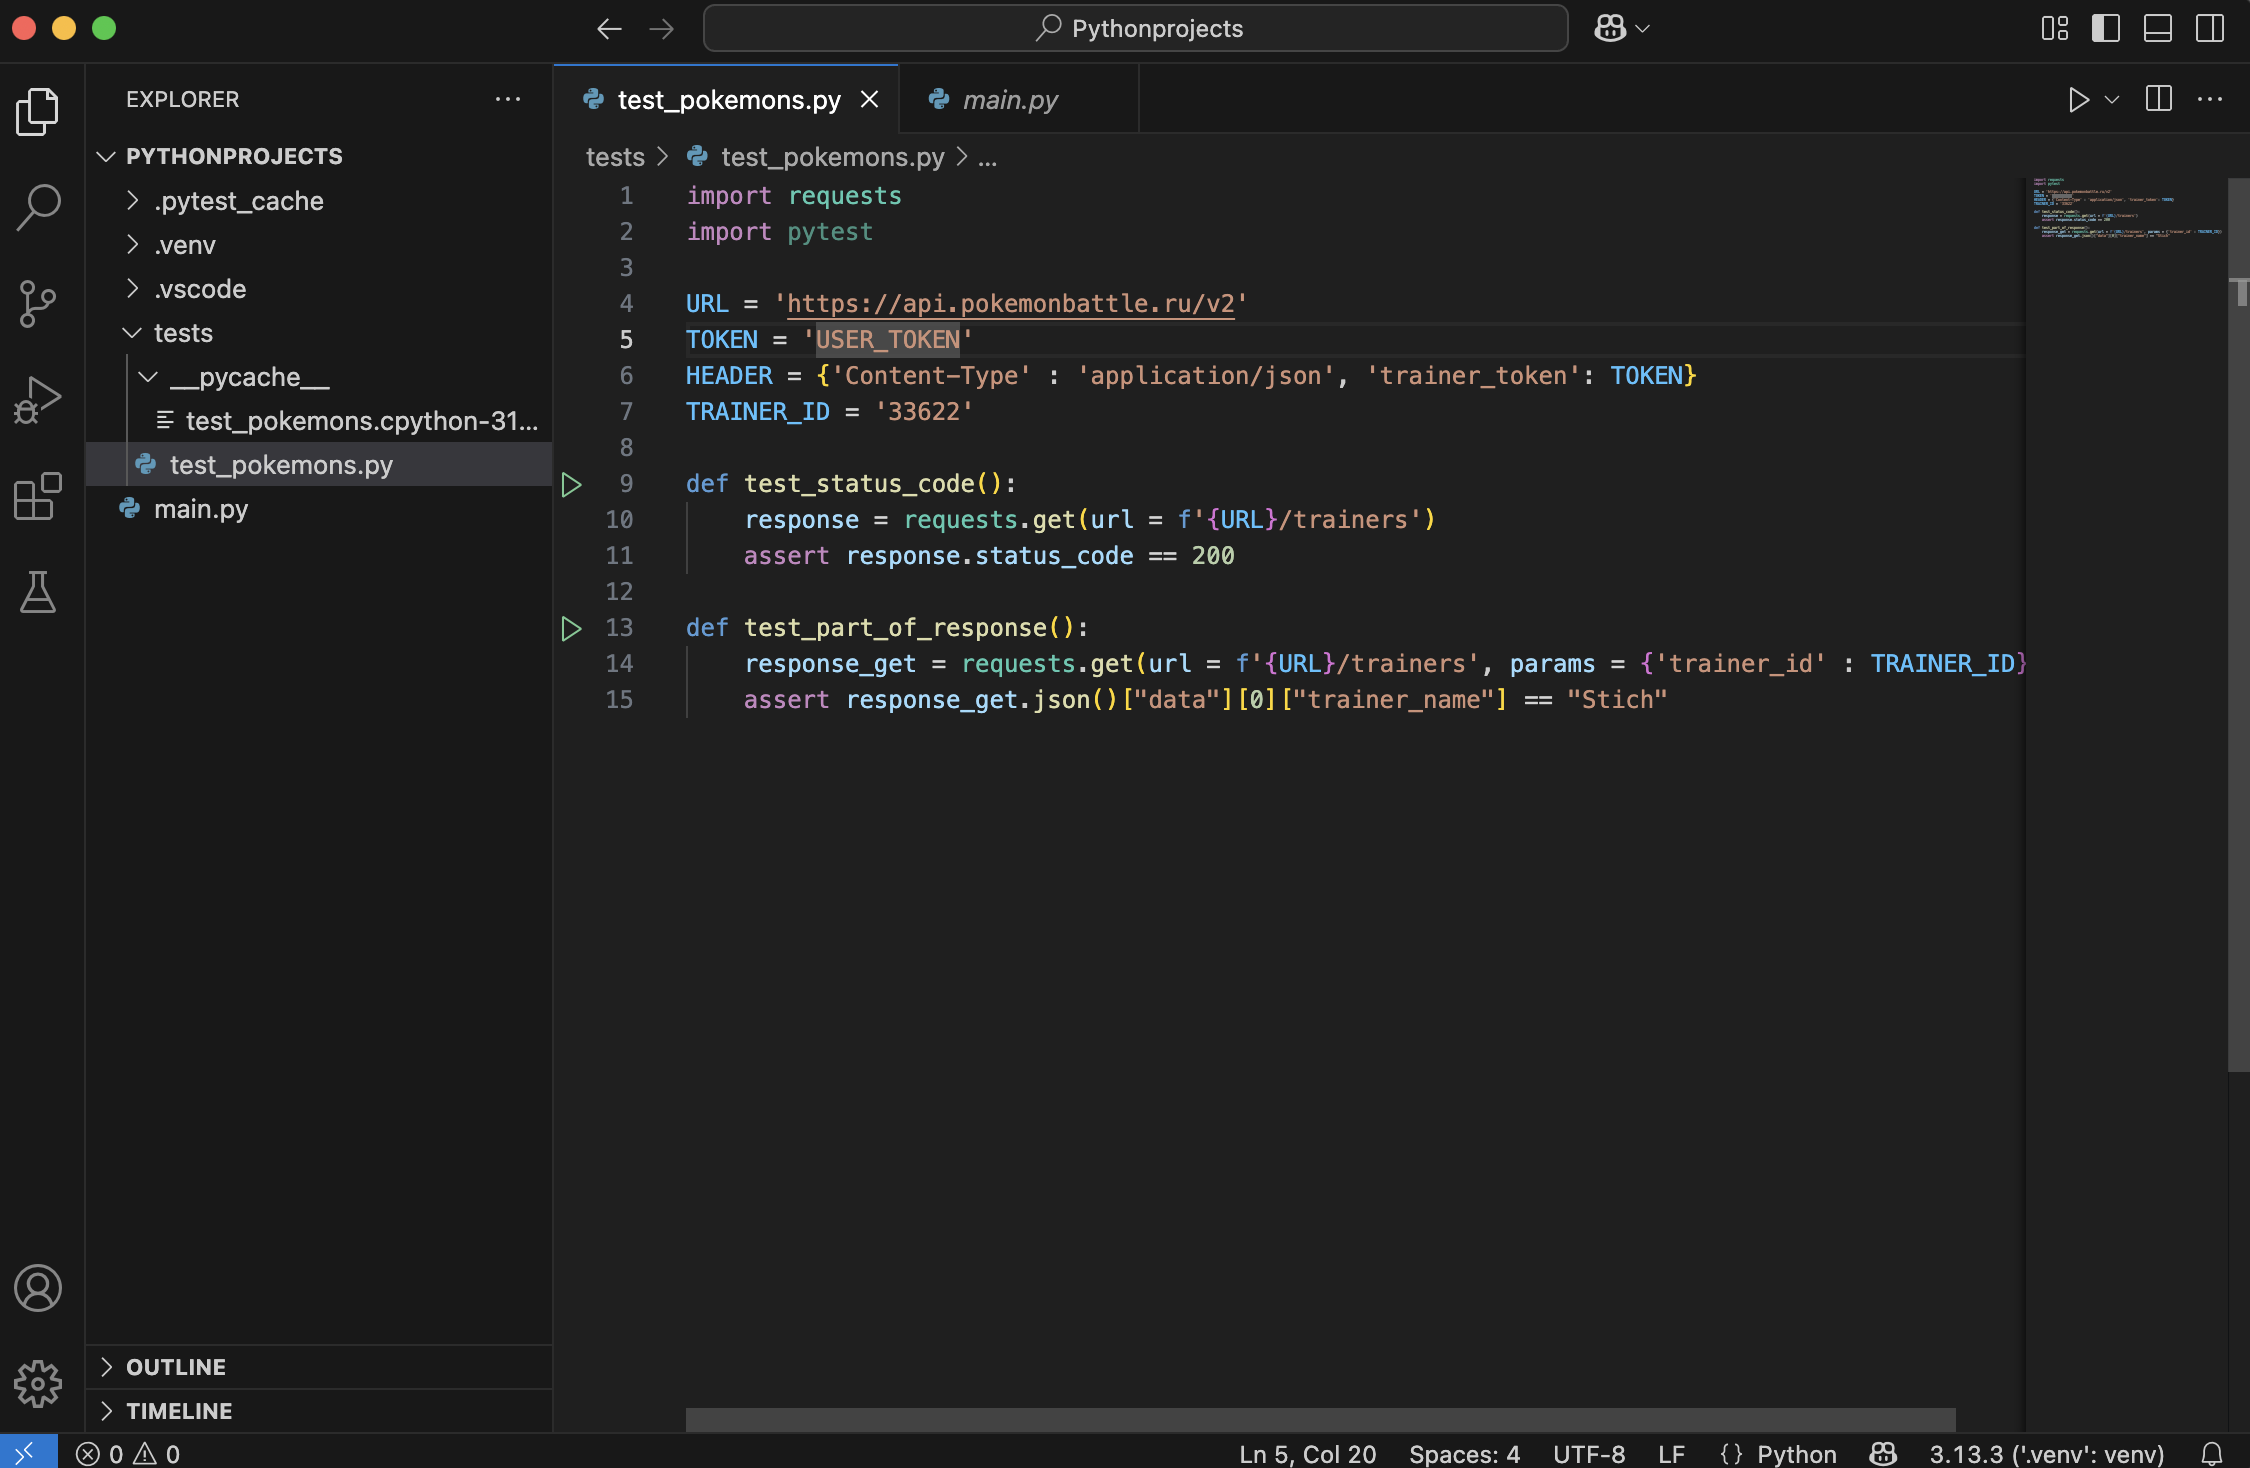 Pythonprojects
EXPLORER
PYTHONPROJECTS
.pytest_cache
.venv
.vscode
tests
__pycache__
test_pokemons.cpython-31...
test_pokemons.py
main.py
OUTLINE
TIMELINE
test_pokemons.py
main.py
tests > test_pokemons.py > ...
1 import requests
2 import pytest
3
4 URL = 'https://api.pokemonbattle.ru/v2'
5 TOKEN = 'USER_TOKEN'
6 HEADER = {'Content-Type' : 'application/json', 'trainer_token': TOKEN}
7 TRAINER_ID = '33622'
8
9 def test_status_code():
10     response = requests.get(url = f'{URL}/trainers')
11     assert response.status_code == 200
12
13 def test_part_of_response():
14     response_get = requests.get(url = f'{URL}/trainers', params = {'trainer_id' : TRAINER_ID}
15     assert response_get.json()["data"][0]["trainer_name"] == "Stich"
0 0 Ln 5, Col 20 Spaces: 4 UTF-8 LF {} Python 3.13.3 ('.venv': venv)